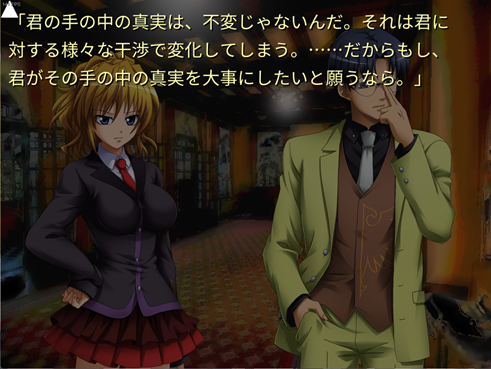 「君の手の中の真実は、不変じゃないんだ。それは君に
対する様々な干渉で変化してしまう。……だからもし、
君がその手の中の真実を大事にしたいと願うなら。」